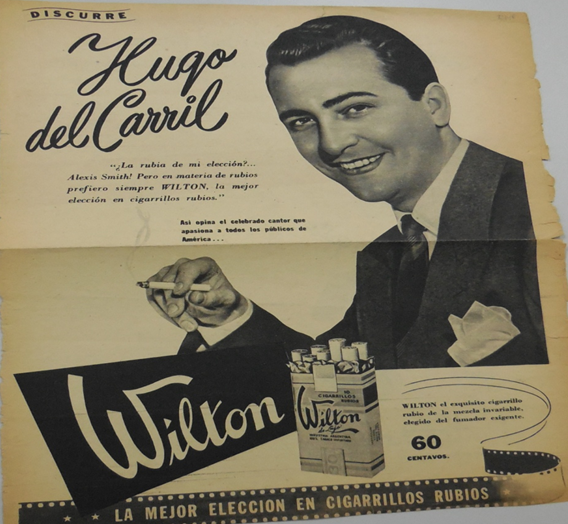 DISCURRE
Hugo
del Carril
"¿La rubia de mi elección?...
Alexis Smith! Pero en materia de rubios
prefiero siempre WILTON, la mejor
elección en cigarrillos rubios."
Así opina el celebrado cantor que
apasiona a todos los públicos de
América...
Wilton
CIGARRILLOS
RUBIOS
Wilton
INDUSTRIA ARGENTINA
WILTON el exquisito cigarrillo
rubio de la mezcla invariable,
elegido del fumador exigente.
60
CENTAVOS.
LA MEJOR ELECCION EN CIGARRILLOS RUBIOS